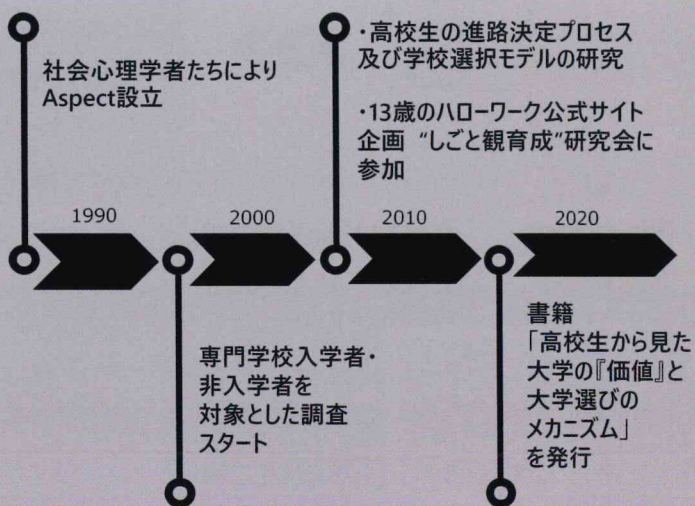 社会心理学者たちにより
Aspect設立
・高校生の進路決定プロセス
及び学校選択モデルの研究
・13歳のハローワーク公式サイト
企画 “しごと観育成”研究会に
参加
1990
2000
2010
2020
専門学校入学者・
非入学者を
対象とした調査
スタート
書籍
「高校生から見た
大学の『価値』と
大学選びの
メカニズム」
を発行